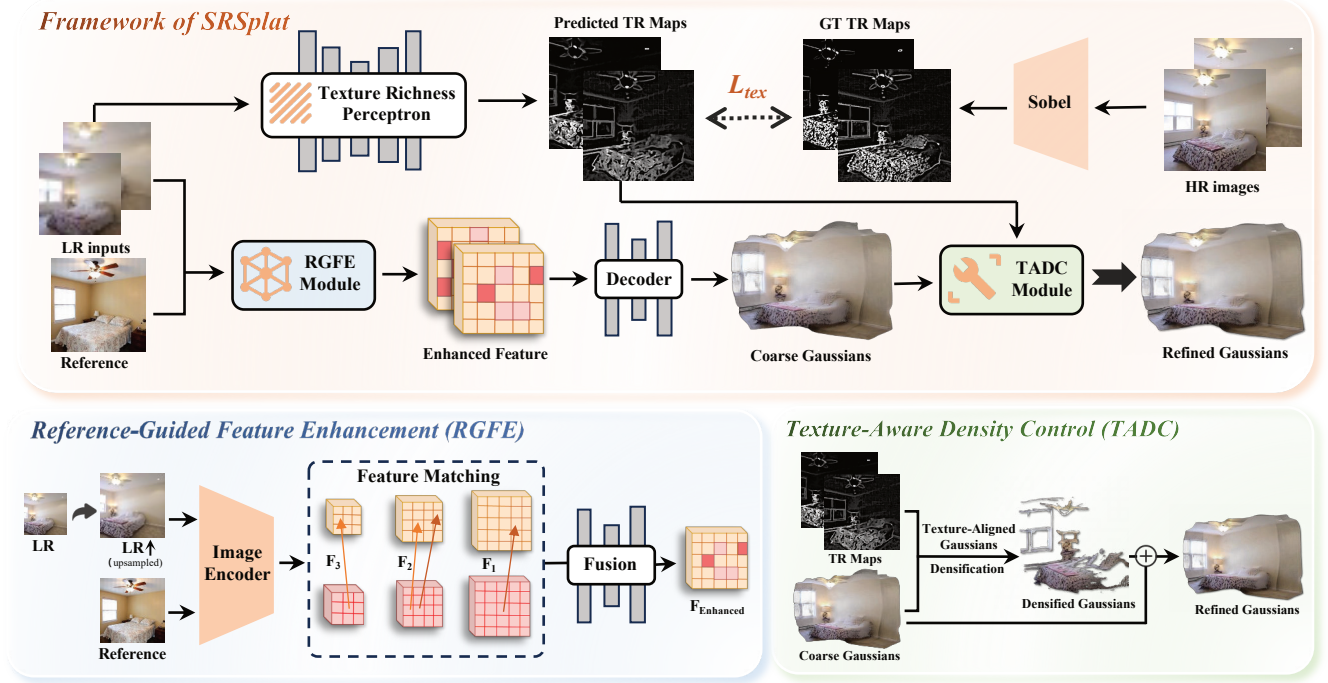 Framework of SRSplat
Predicted TR Maps
GT TR Maps
Texture Richness
Perceptron
L_tex
Sobel
HR images
LR inputs
RGFE
Module
Decoder
TADC
Module
Reference
Enhanced Feature
Coarse Gaussians
Refined Gaussians
Reference-Guided Feature Enhancement (RGFE)
Feature Matching
LR
LR↑
(upsampled)
Image
Encoder
F3
F2
F1
Fusion
FEnhanced
Reference
Texture-Aware Density Control (TADC)
TR Maps
Texture-Aligned
Gaussians
Densification
Densified Gaussians
+
Refined Gaussians
Coarse Gaussians